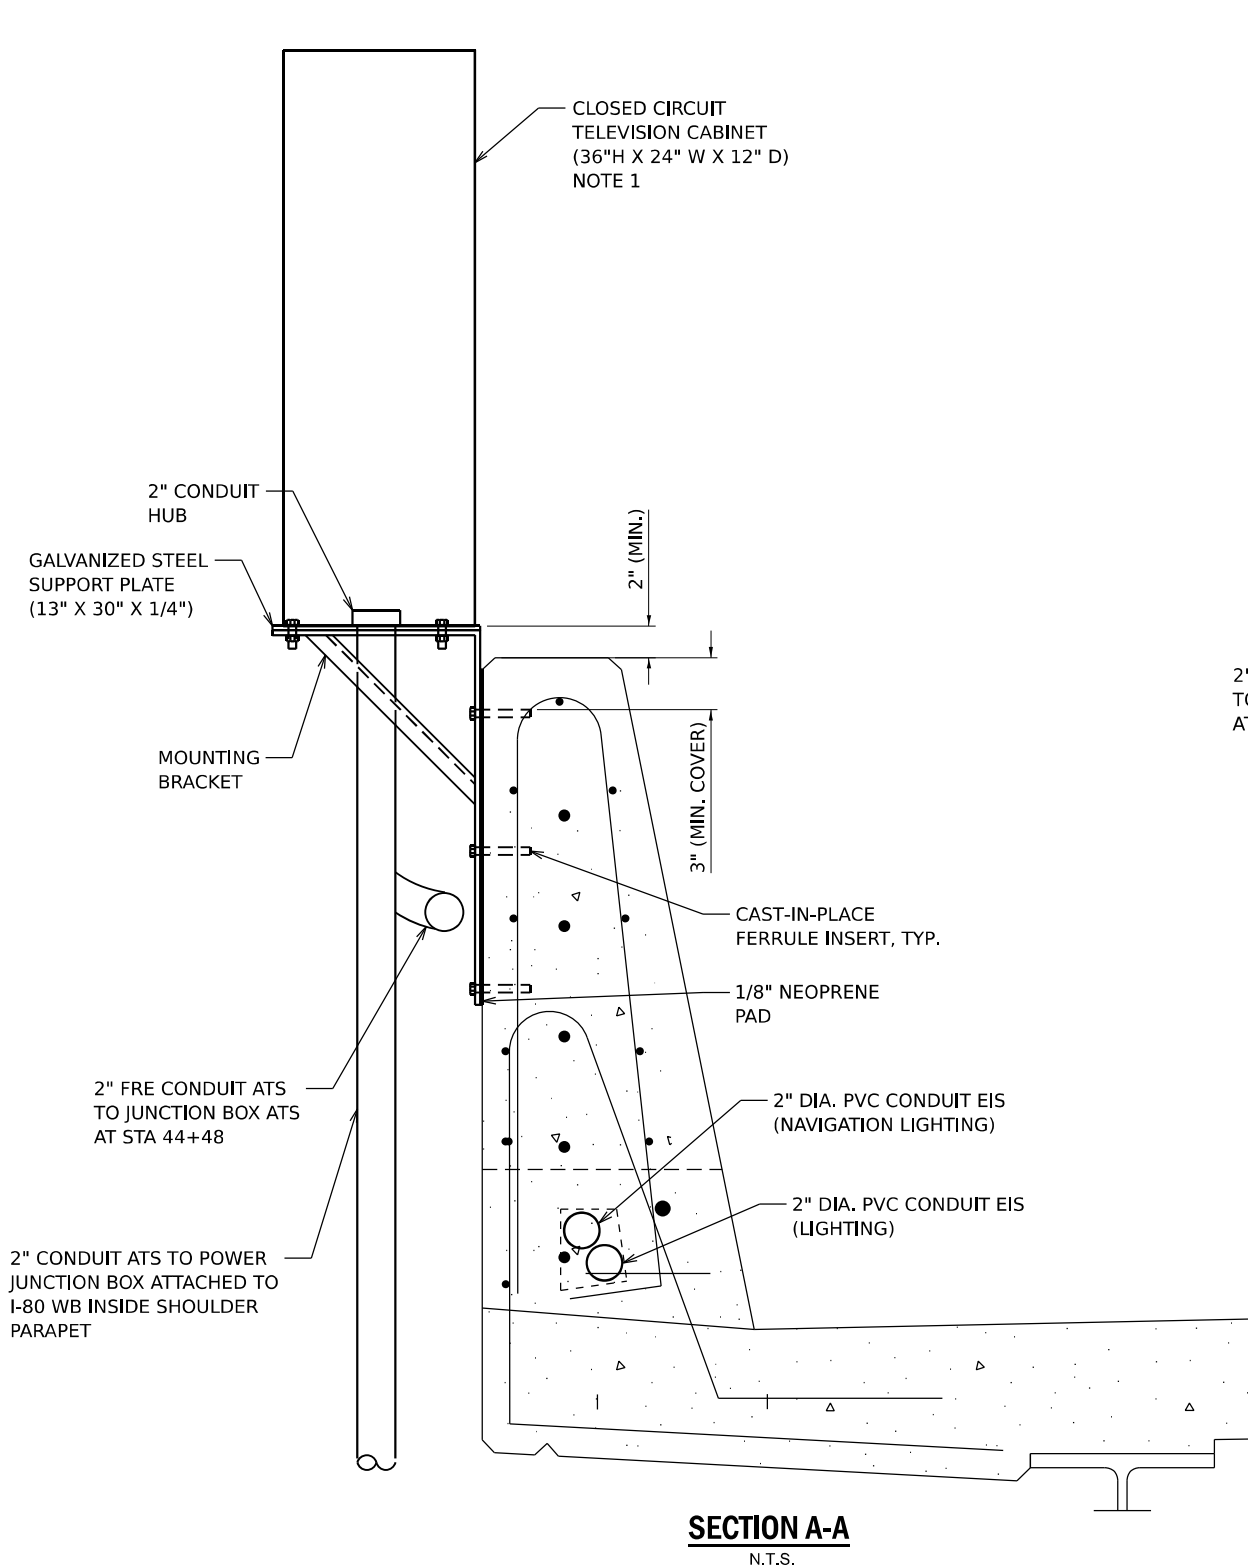 CLOSED CIRCUIT
TELEVISION CABINET
(36"H X 24" W X 12" D)
NOTE 1
2" CONDUIT
HUB
GALVANIZED STEEL
SUPPORT PLATE
(13" X 30" X 1/4")
2" (MIN.)
MOUNTING
BRACKET
3" (MIN. COVER)
2"
TO
AT
CAST-IN-PLACE
FERRULE INSERT, TYP.
1/8" NEOPRENE
PAD
2" FRE CONDUIT ATS
TO JUNCTION BOX ATS
AT STA 44+48
2" DIA. PVC CONDUIT EIS
(NAVIGATION LIGHTING)
2" DIA. PVC CONDUIT EIS
(LIGHTING)
2" CONDUIT ATS TO POWER
JUNCTION BOX ATTACHED TO
I-80 WB INSIDE SHOULDER
PARAPET
SECTION A-A
N.T.S.